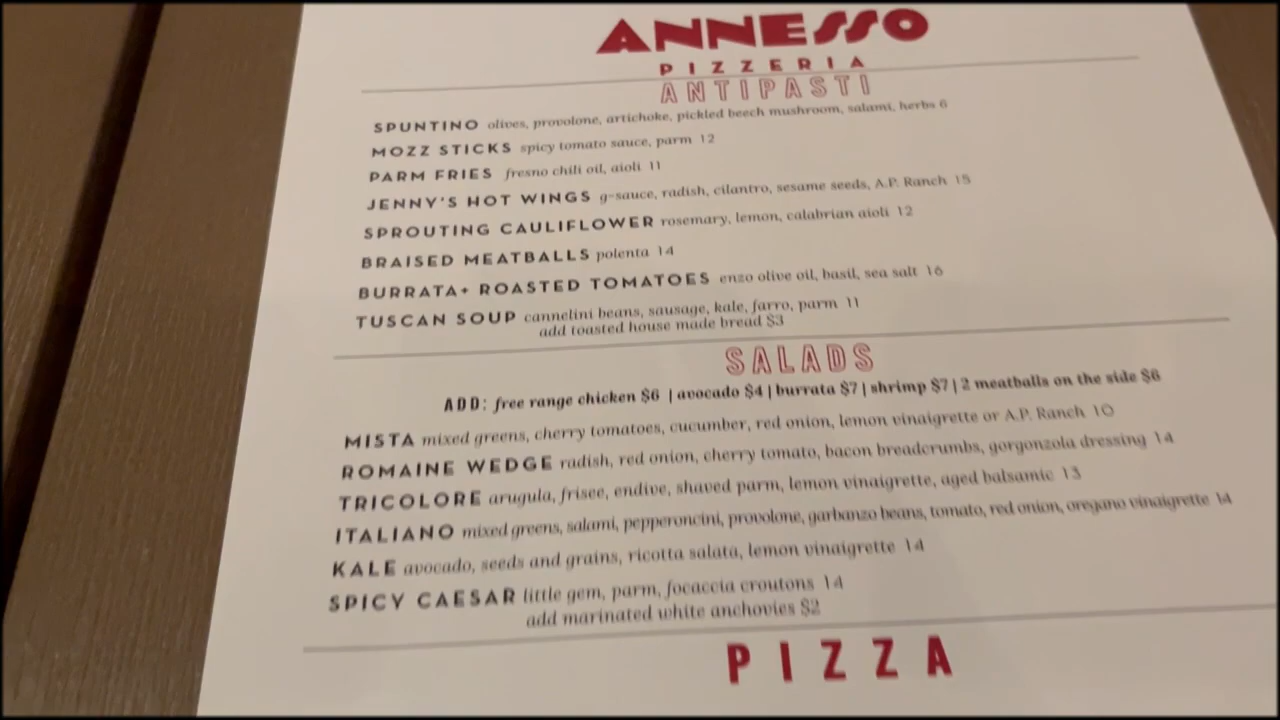 ANNESSO
PIZZERIA
ANTIPASTI
SPUNTINO olives, provolone, artichoke, pickled beech mushroom, salami, herbs 6
MOZZ STICKS spicy tomato sauce, parm 12
PARM FRIES fresno chili oil, aioli 11
JENNY'S HOT WINGS g-sauce, radish, cilantro, sesame seeds, A.P. Ranch 15
SPROUTING CAULIFLOWER rosemary, lemon, calabrian aioli 12
BRAISED MEATBALLS polenta 14
BURRATA+ ROASTED TOMATOES enzo olive oil, basil, sea salt 16
TUSCAN SOUP cannelini beans, sausage, kale, farro, parm 11
add toasted house made bread $3
SALADS
ADD: free range chicken $6 | avocado $4 | burrata $7 | shrimp $7 | 2 meatballs on the side $6
MISTA mixed greens, cherry tomatoes, cucumber, red onion, lemon vinaigrette or A.P. Ranch 10
ROMAINE WEDGE radish, red onion, cherry tomato, bacon breadcrumbs, gorgonzola dressing 14
TRICOLORE arugula, frisee, endive, shaved parm, lemon vinaigrette, aged balsamic 13
ITALIANO mixed greens, salami, pepperoncini, provolone, garbanzo beans, tomato, red onion, oregano vinaigrette 14
KALE avocado, seeds and grains, ricotta salata, lemon vinaigrette 14
SPICY CAESAR little gem, parm, focaccia croutons 14
add marinated white anchovies $2
PIZZA